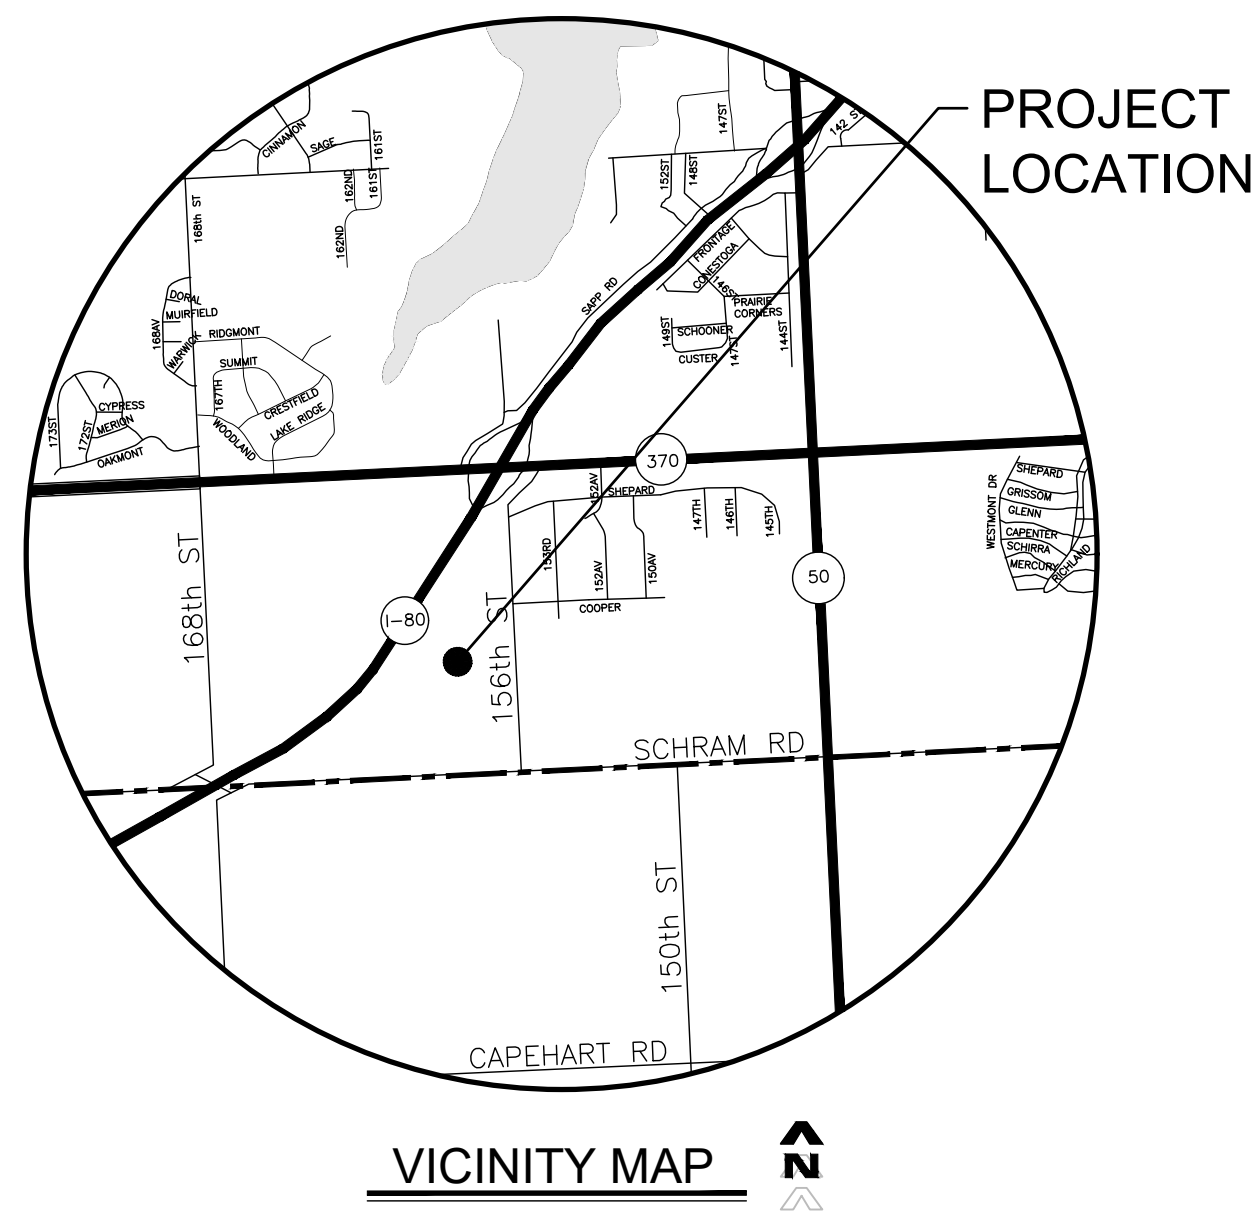 PROJECT
LOCATION
142 ST
147ST
CINNAMON
SAGE
161ST
162ND
161ST
152ST
148ST
168th ST
162ND
FRONTAGE
CONESTOGA
146ST
SAPP RD
PRAIRIE
CORNERS
DORAL
MUIRFIELD
168AV
WARWICK
RIDGMONT
149ST
SCHOONER
147ST
144ST
CUSTER
SUMMIT
167TH
CRESTFIELD
LAKE RIDGE
WOODLAND
CYPRESS
MERION
173ST
172ST
OAKMONT
370
152AV
SHEPARD
147TH
146TH
145TH
WESTMONT DR
SHEPARD
GRISSOM
GLENN
CAPENTER
SCHIRRA
MERCURY
RICHLAND
153RD
152AV
150AV
COOPER
50
I-80
168th ST
156th ST
SCHRAM RD
150th ST
CAPEHART RD
VICINITY MAP
N